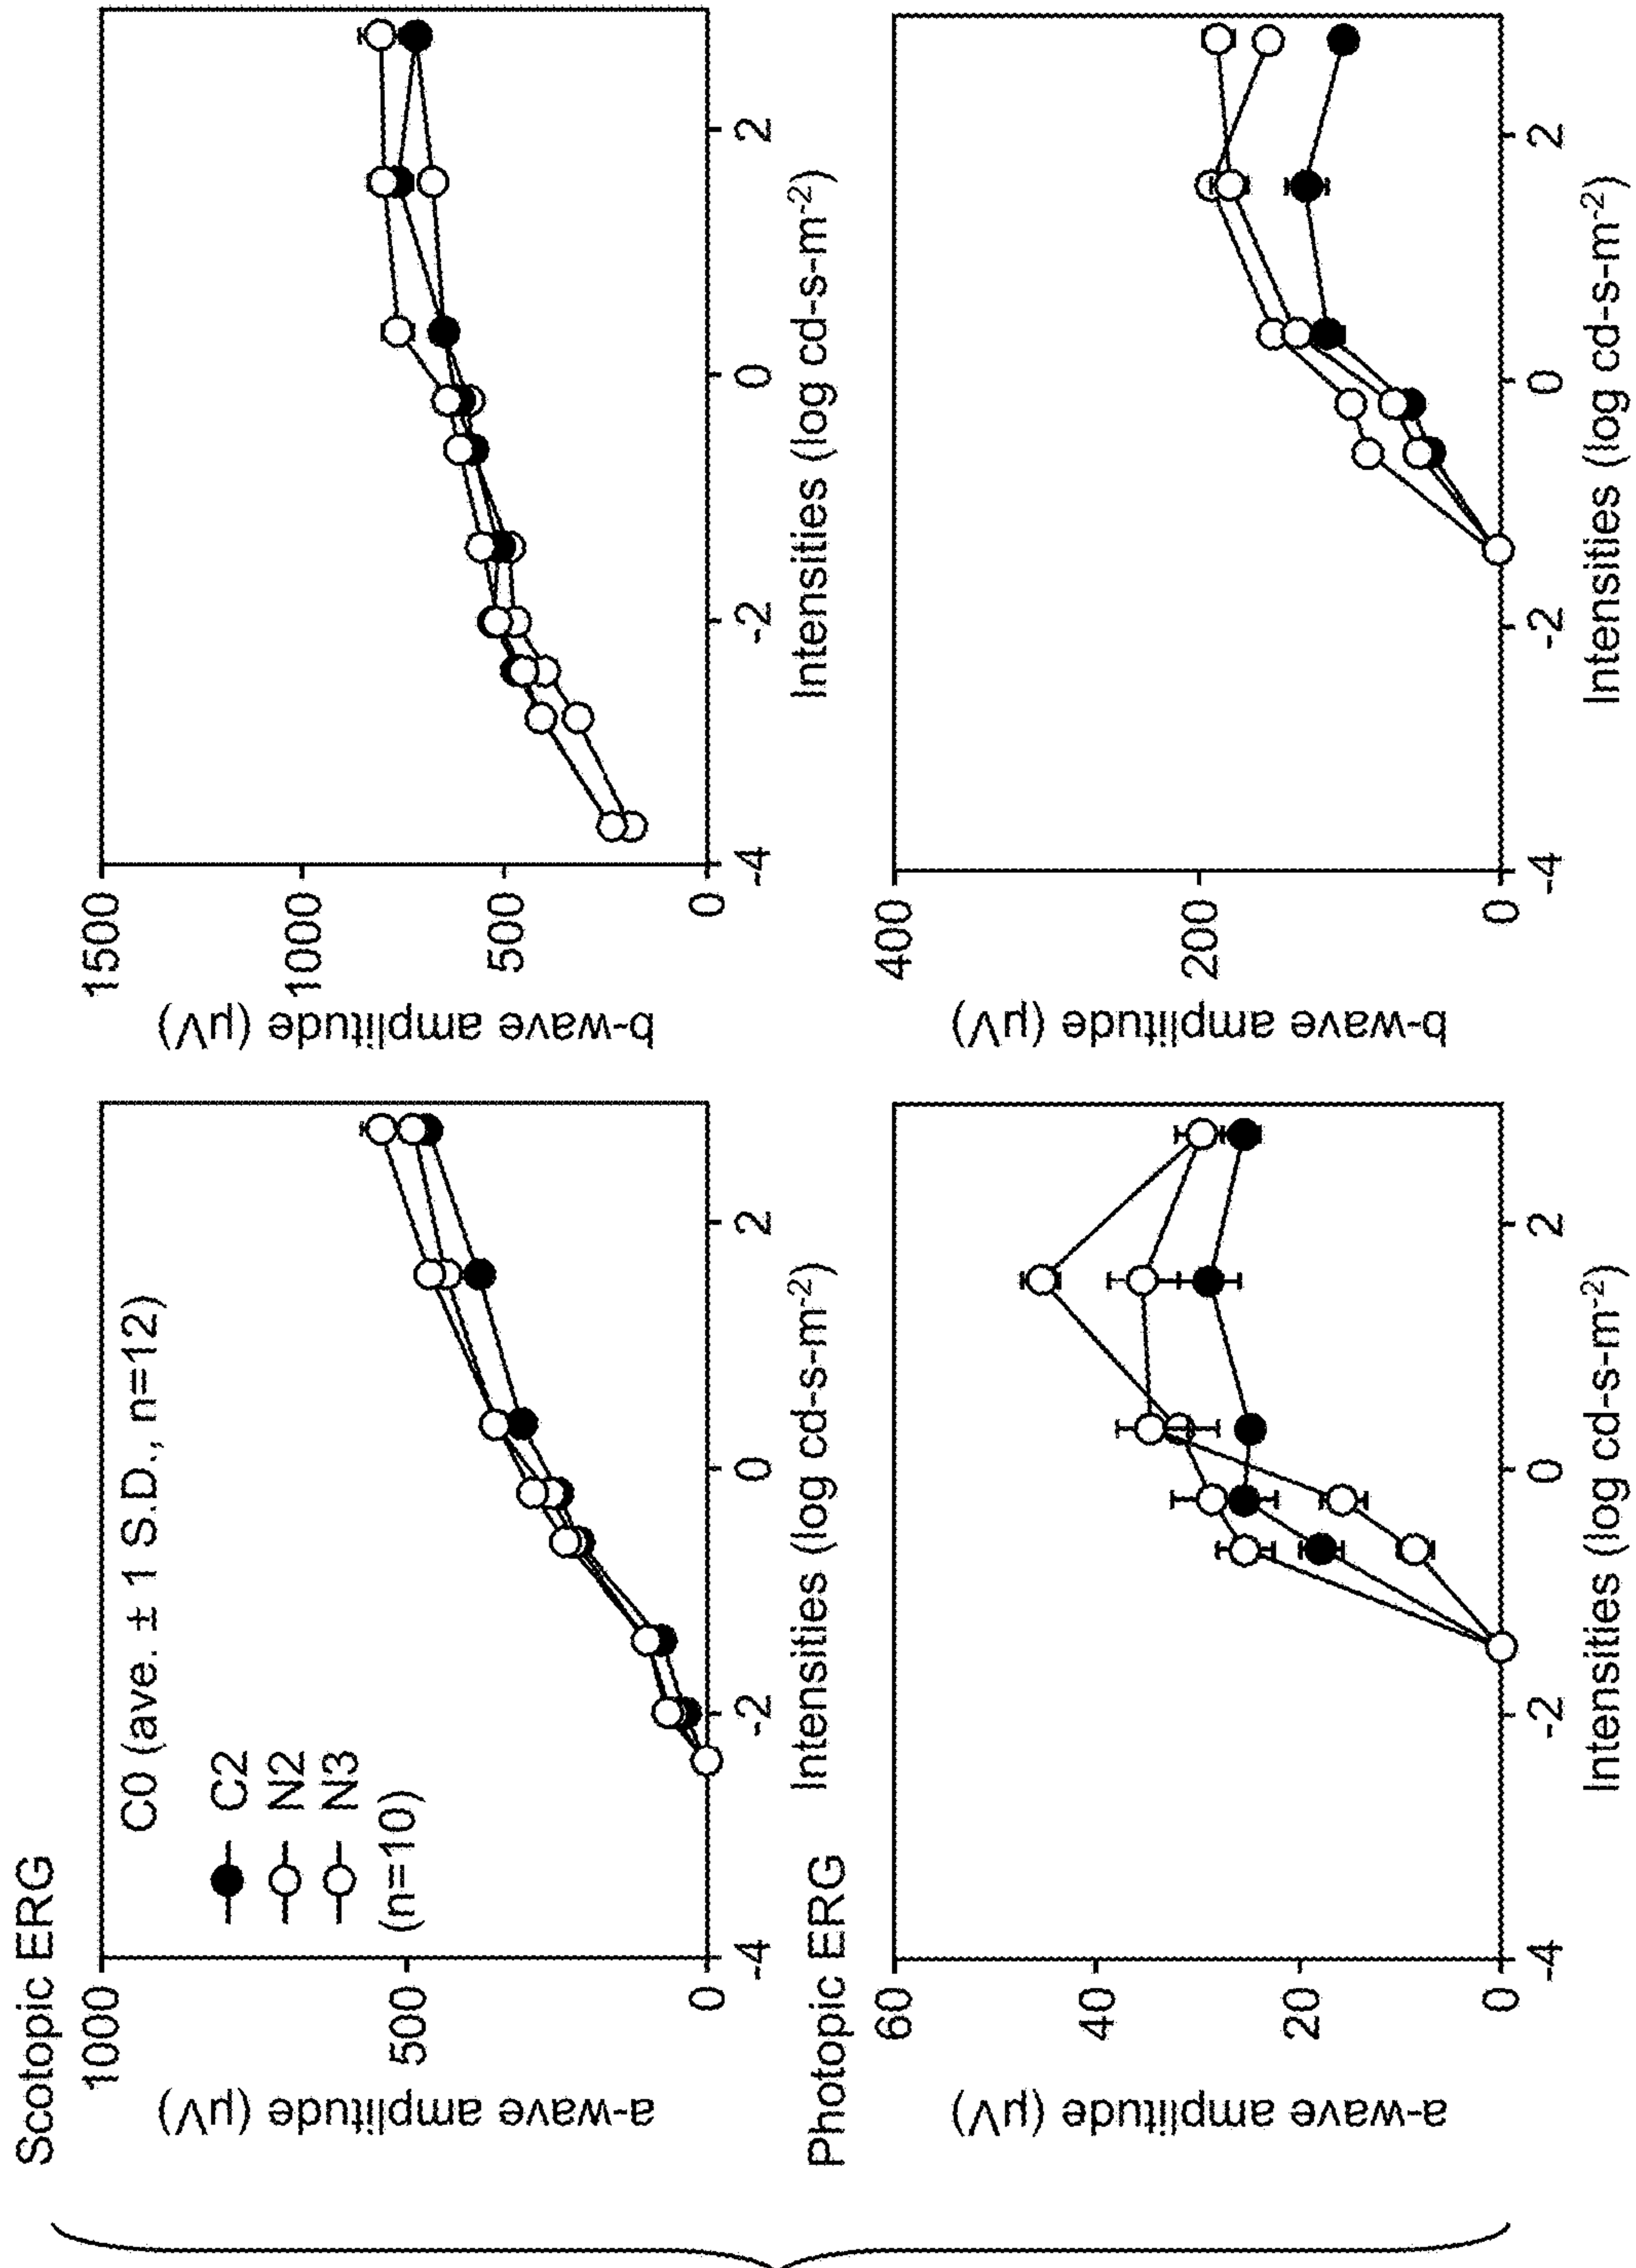 Scotopic ERG
1000
500
0
a-wave amplitude (µV)
C0 (ave. ± 1 S.D., n=12)
C2
N2
N3
(n=10)
-4
-2
0
2
Intensities (log cd-s-m-2)
1500
1000
500
0
b-wave amplitude (µV)
-4
-2
0
2
Intensities (log cd-s-m-2)
Photopic ERG
60
40
20
0
a-wave amplitude (µV)
-4
-2
0
2
Intensities (log cd-s-m-2)
400
200
0
b-wave amplitude (µV)
-4
-2
0
2
Intensities (log cd-s-m-2)